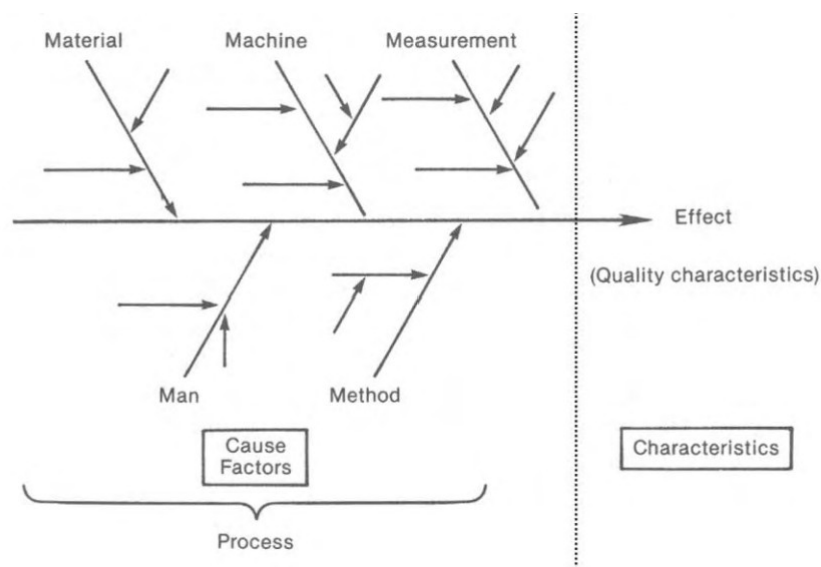 Material
Machine
Measurement
Effect
(Quality characteristics)
Man
Method
Cause
Factors
Characteristics
Process